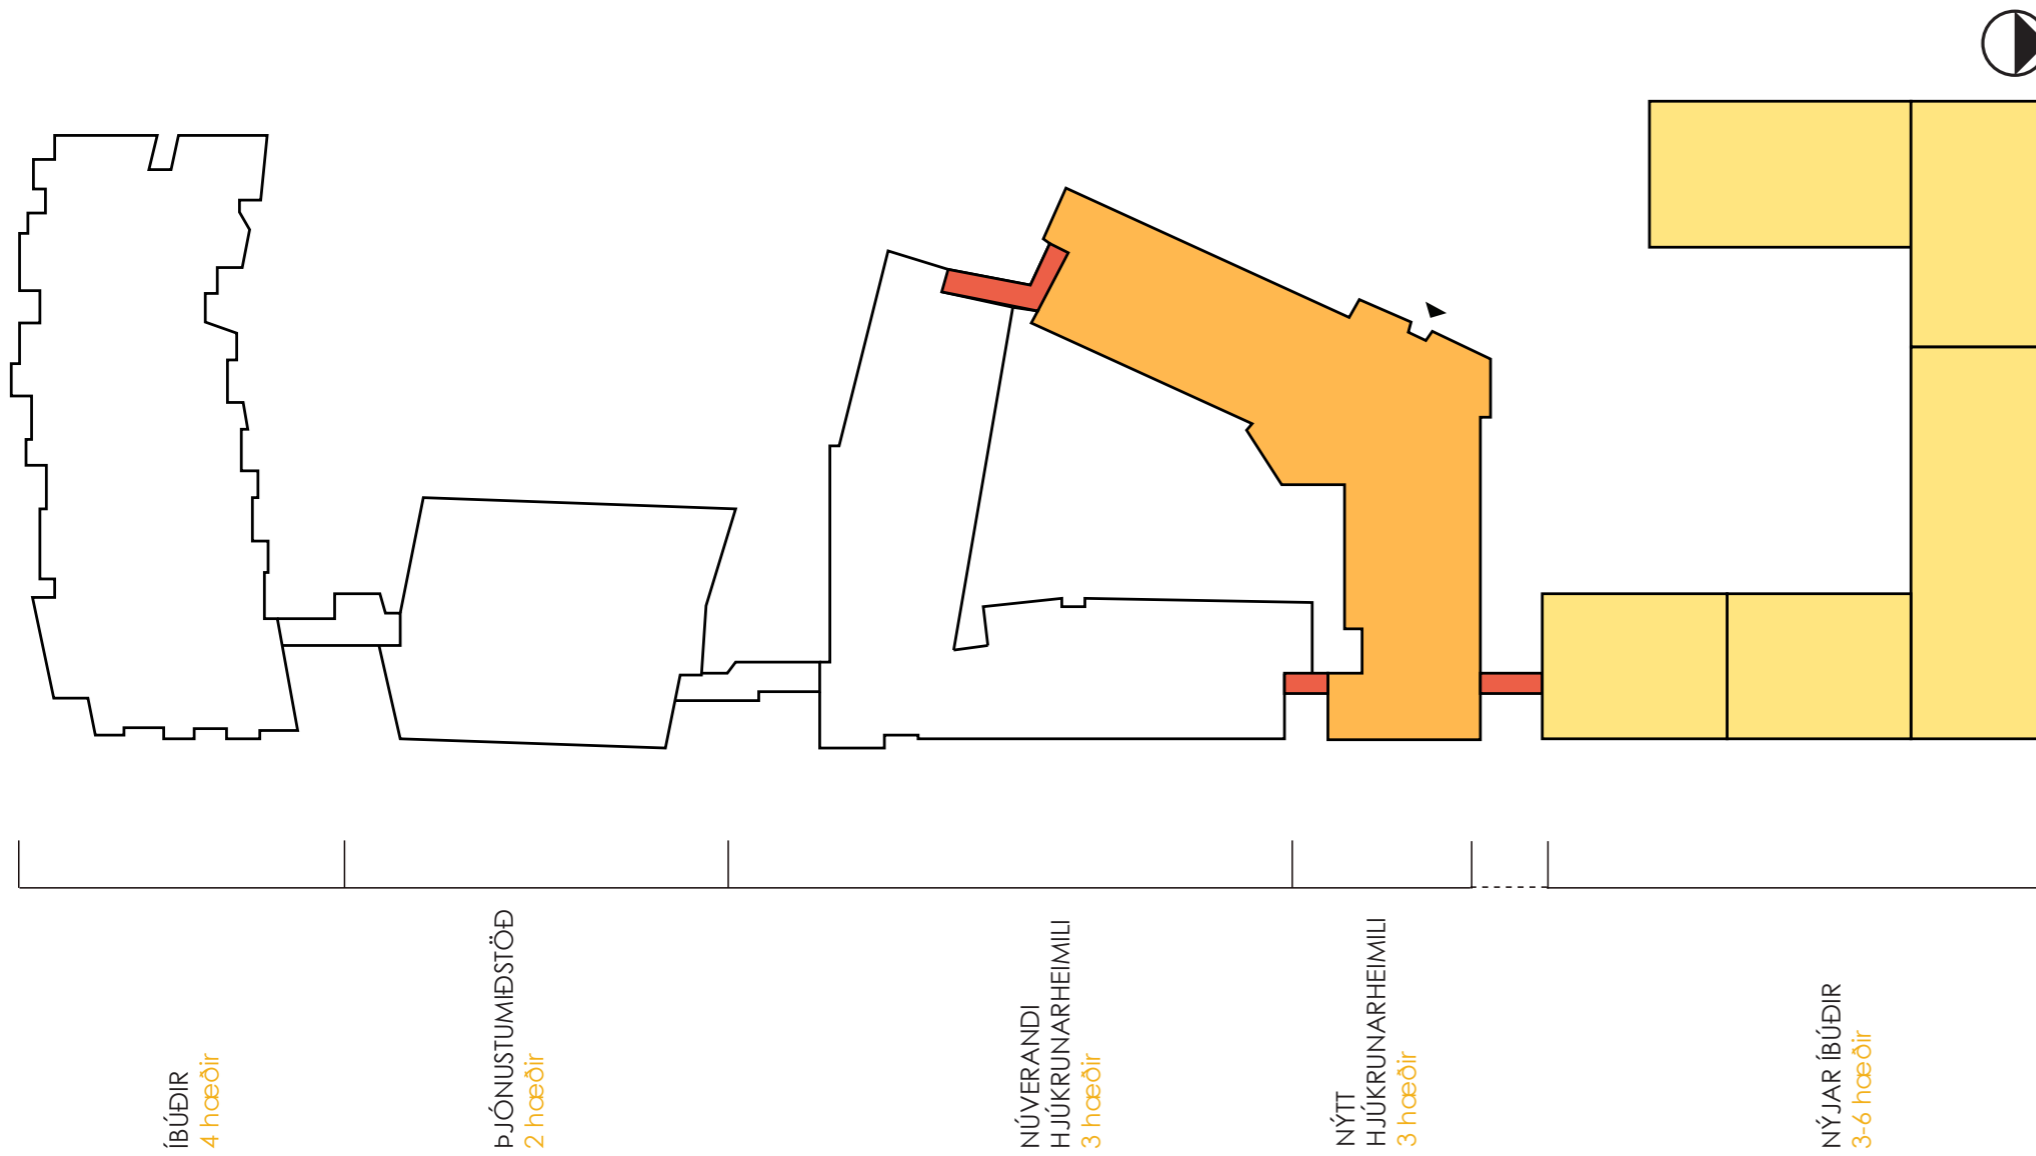 ÍBÚÐIR
4 hæðir
ÞJÓNUSTUMIÐSTÖÐ
2 hæðir
NÚVERANDI
HJÚKRUNARHEIMILI
3 hæðir
NÝTT
HJÚKRUNARHEIMILI
3 hæðir
NÝJAR ÍBÚÐIR
3-6 hæðir